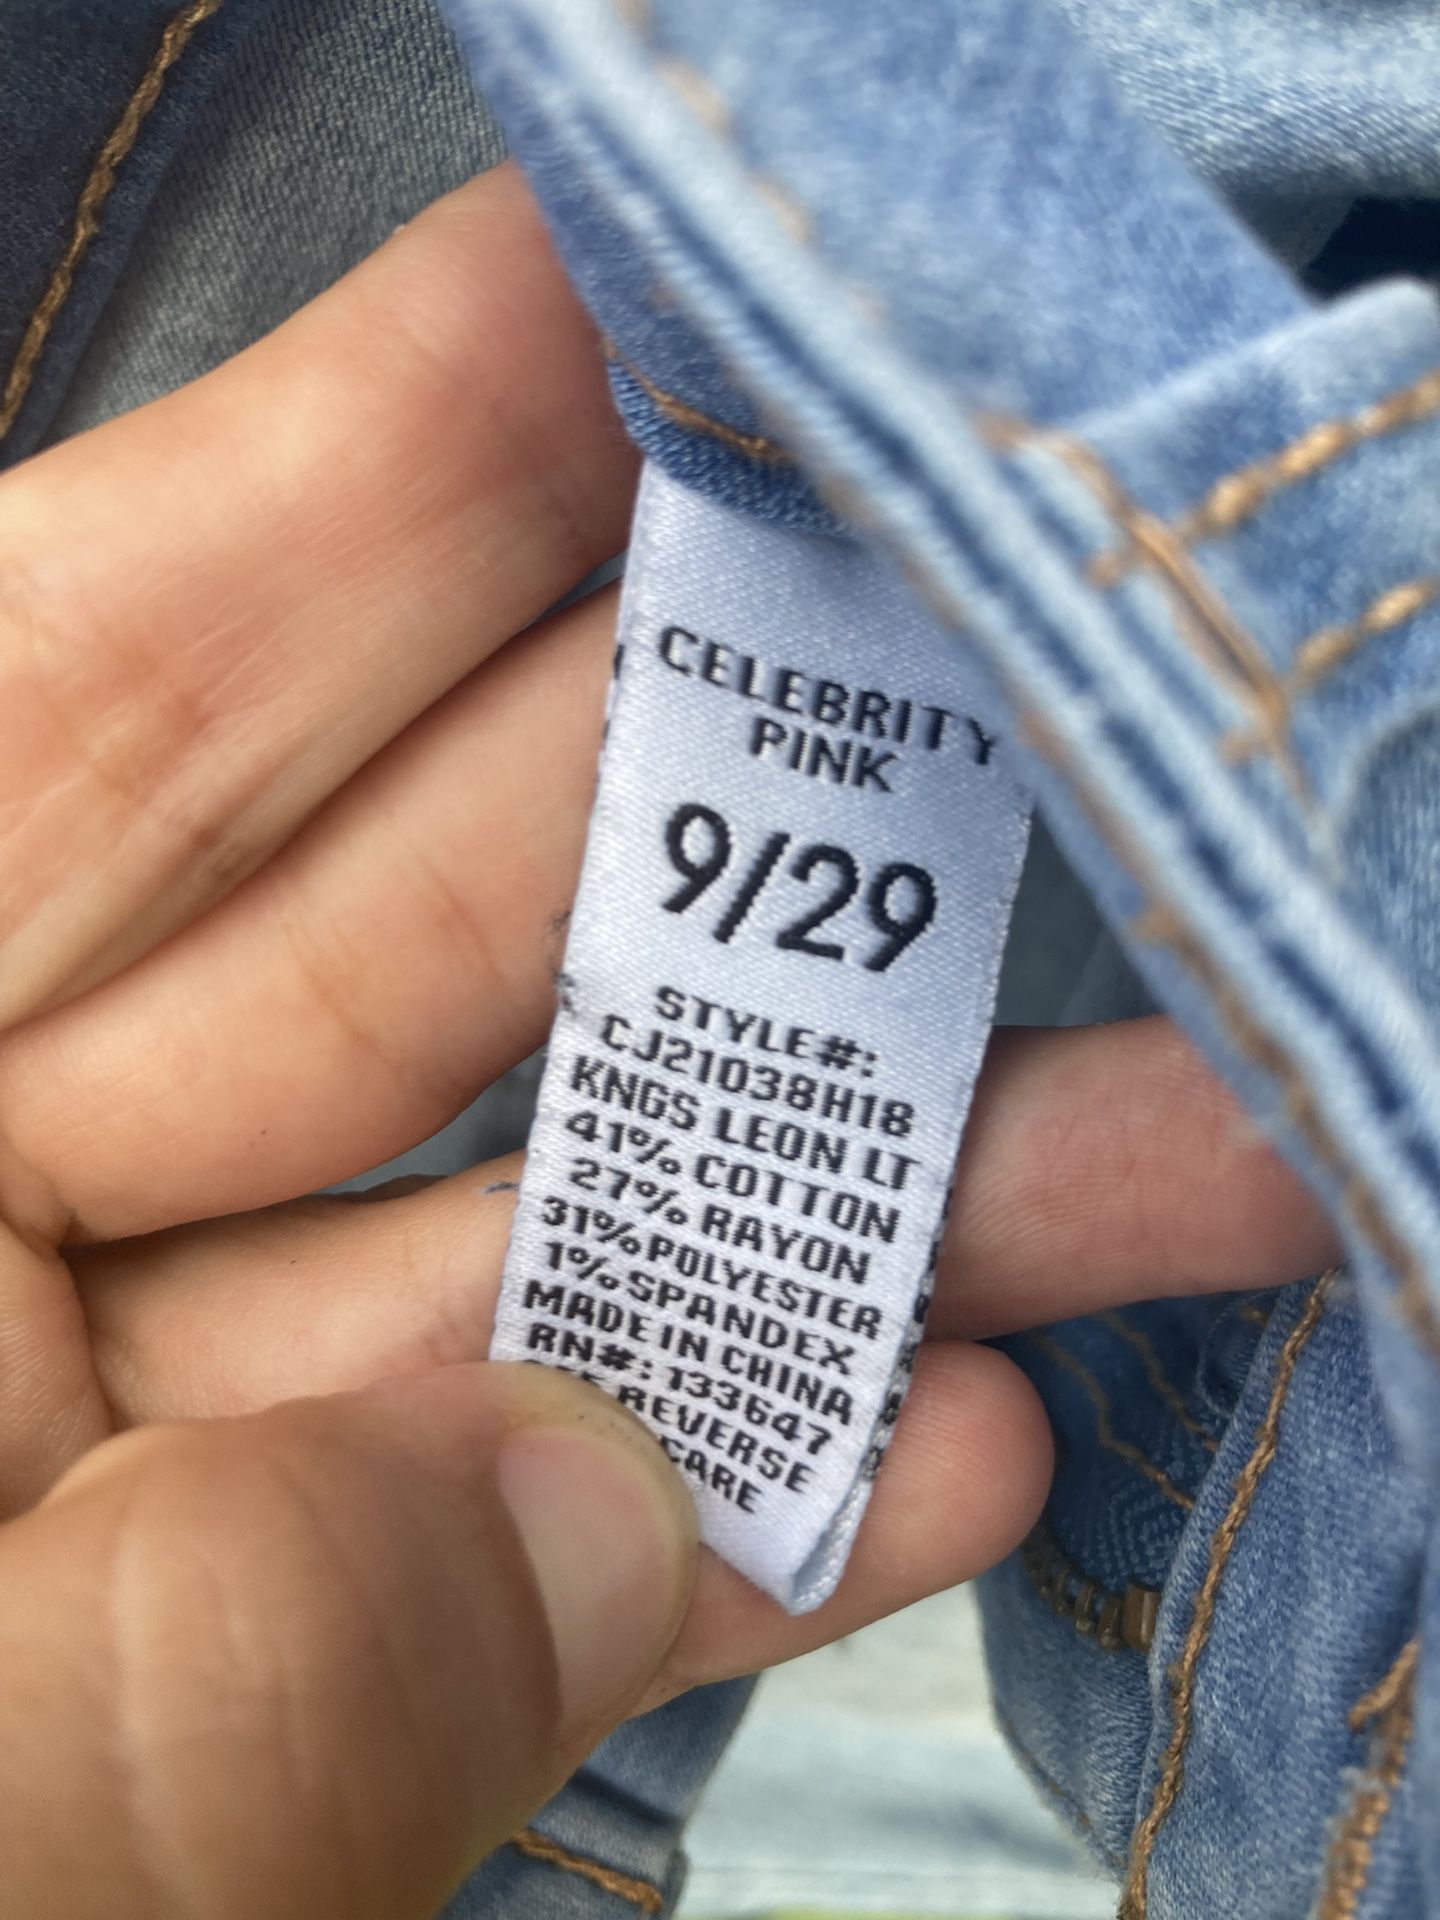 CELEBRITY
PINK
9/29
STYLE#:
CJ21038H18
KNGS LEON LT
41% COTTON
27% RAYON
31% POLYESTER
1% SPANDEX
MADE IN CHINA
RN#: 133647
REVERSE
CARE